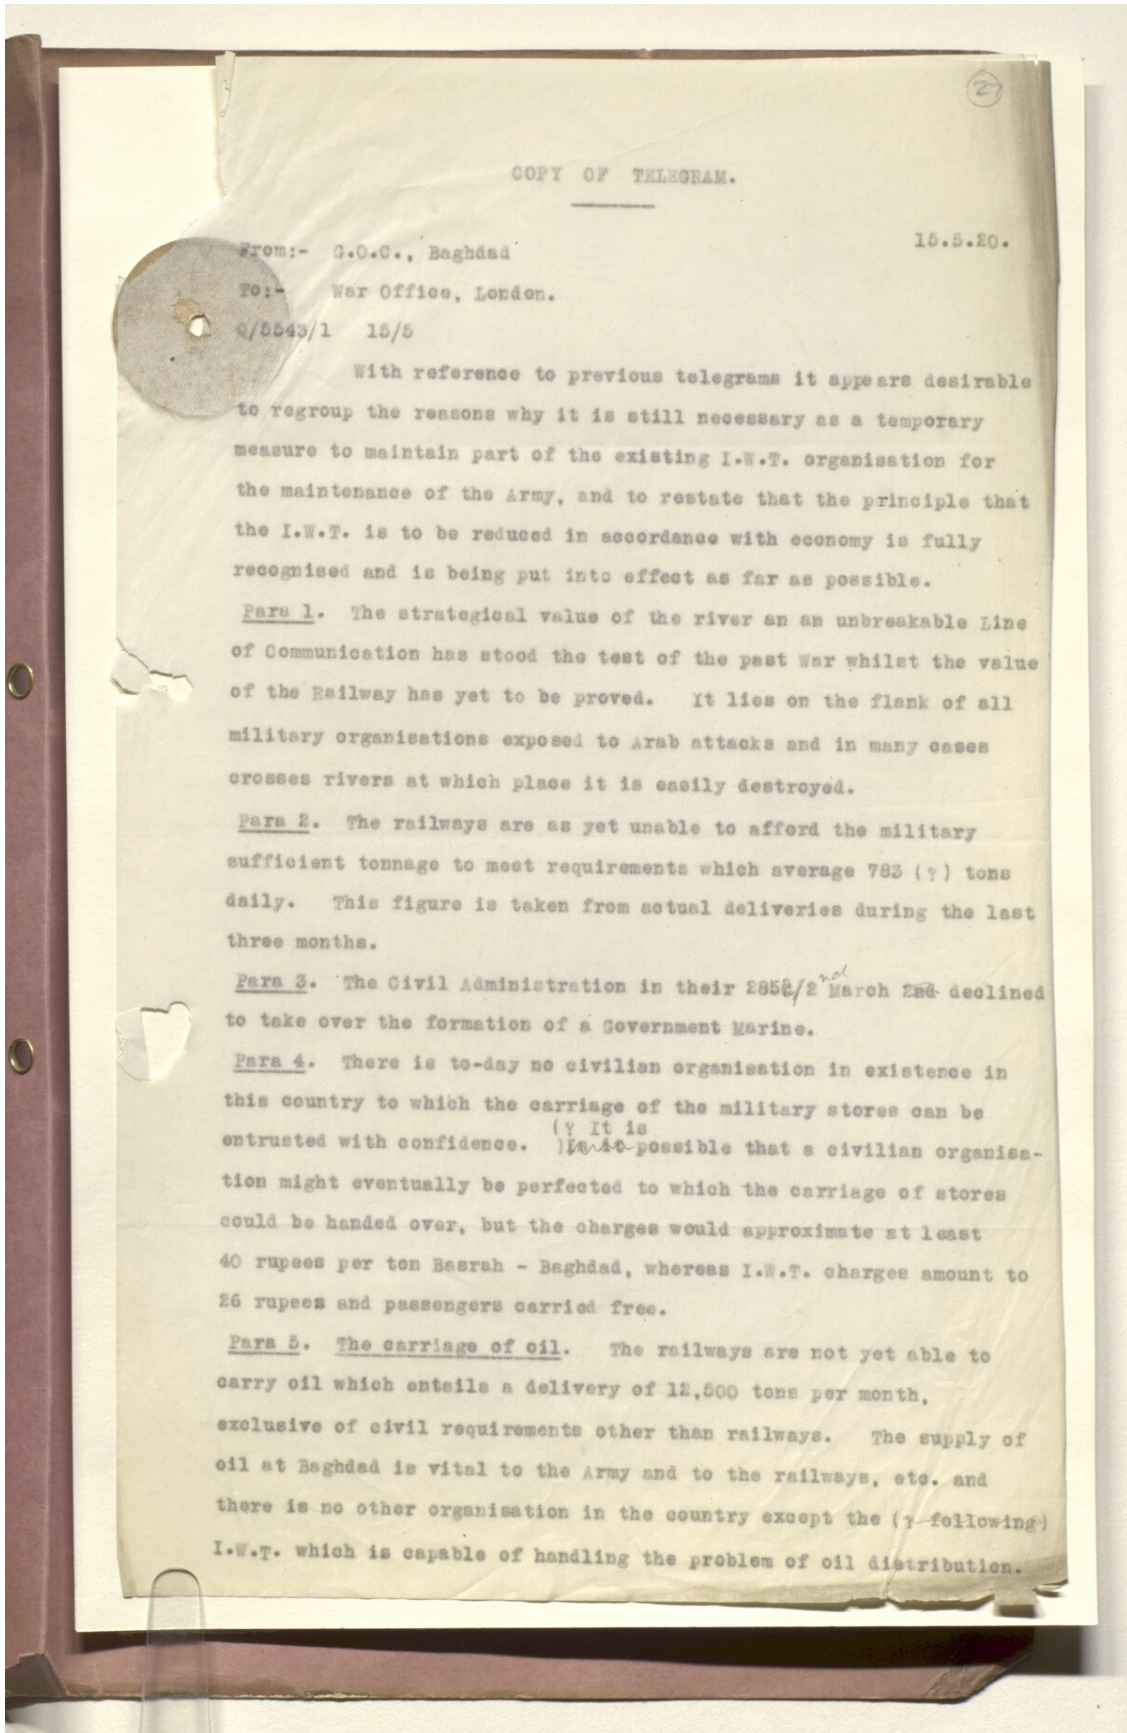 27
COPY OF TELEGRAM.
15.5.20.
From:- G.O.C., Baghdad
To:- War Office, London.
Q/5543/1 15/5
With reference to previous telegrams it appears desirable
to regroup the reasons why it is still necessary as a temporary
measure to maintain part of the existing I.W.T. organisation for
the maintenance of the Army, and to restate that the principle that
the I.W.T. is to be reduced in accordance with economy is fully
recognised and is being put into effect as far as possible.
Para 1. The strategical value of the river an an unbreakable Line
of Communication has stood the test of the past War whilst the value
of the Railway has yet to be proved. It lies on the flank of all
military organisations exposed to Arab attacks and in many cases
crosses rivers at which place it is easily destroyed.
Para 2. The railways are as yet unable to afford the military
sufficient tonnage to meet requirements which average 783 (?) tons
daily. This figure is taken from actual deliveries during the last
three months.
Para 3. The Civil Administration in their 2852/2nd March 2nd declined
to take over the formation of a Government Marine.
Para 4. There is to-day no civilian organisation in existence in
this country to which the carriage of the military stores can be
(? It is
entrusted with confidence. )Is it possible that a civilian organisa-
tion might eventually be perfected to which the carriage of stores
could be handed over, but the charges would approximate at least
40 rupees per ton Basrah - Baghdad, whereas I.W.T. charges amount to
26 rupees and passengers carried free.
Para 5. The carriage of oil. The railways are not yet able to
carry oil which entails a delivery of 12,500 tons per month,
exclusive of civil requirements other than railways. The supply of
oil at Baghdad is vital to the Army and to the railways, etc. and
there is no other organisation in the country except the (? following)
I.W.T. which is capable of handling the problem of oil distribution.